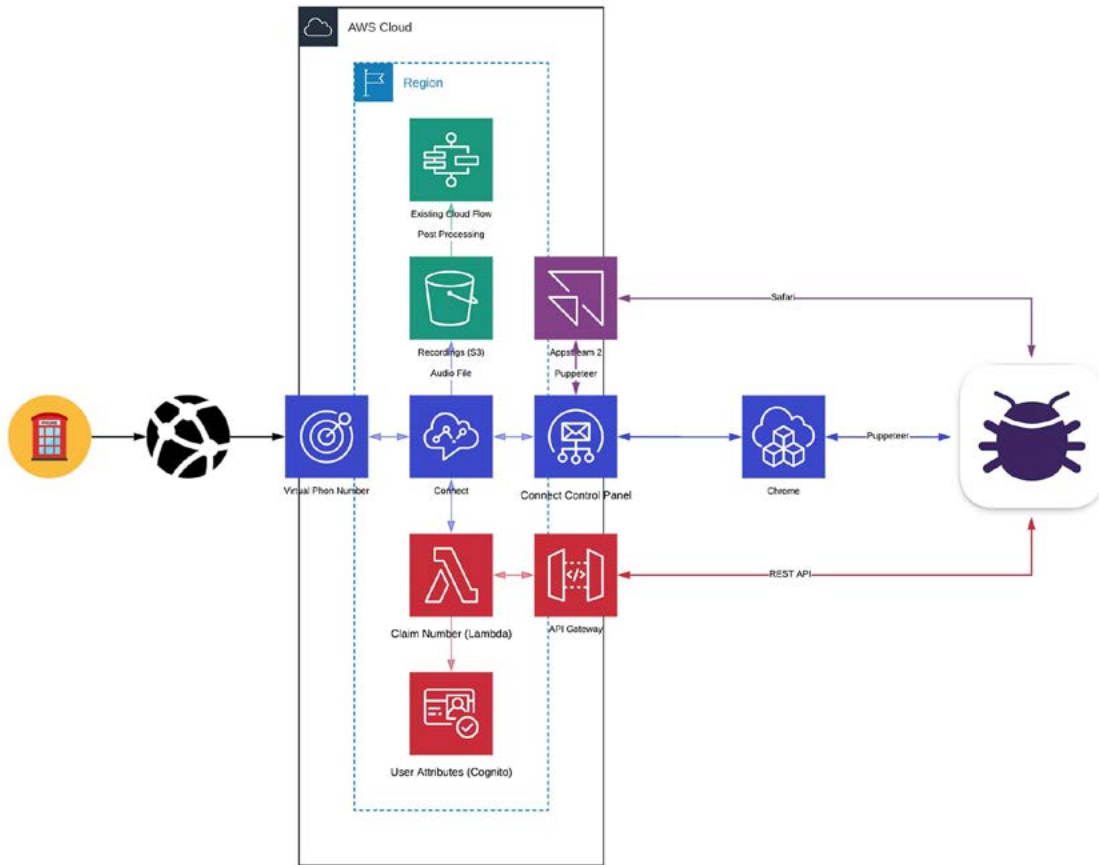 AWS Cloud
Region
Existing Cloud Flow
Post Processing
Recordings (S3)
Audio File
Appstream 2
Puppeteer
Safari
PHONE
Virtual Phon Number
Connect
Connect Control Panel
Chrome
Puppeteer
Claim Number (Lambda)
API Gateway
REST API
User Attributes (Cognito)